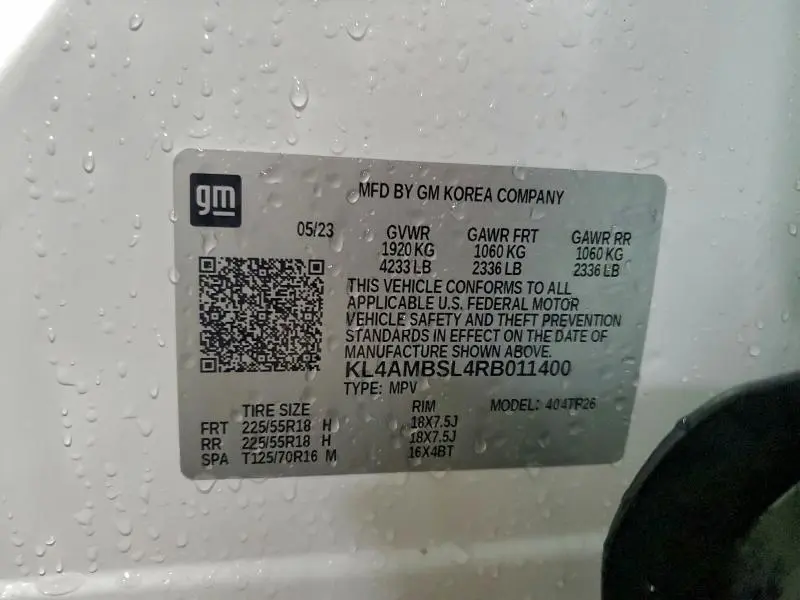 gm
MFD BY GM KOREA COMPANY
05/23 GVWR GAWR FRT GAWR RR
1920 KG 1060 KG 1060 KG
4233 LB 2336 LB 2336 LB
THIS VEHICLE CONFORMS TO ALL
APPLICABLE U.S. FEDERAL MOTOR
VEHICLE SAFETY AND THEFT PREVENTION
STANDARDS IN EFFECT ON THE DATE OF
MANUFACTURE SHOWN ABOVE.
KL4AMBSL4RB011400
TYPE: MPV
TIRE SIZE RIM MODEL: 404TR26
FRT 225/55R18 H 18X7.5J
RR 225/55R18 H 18X7.5J
SPA T125/70R16 M 16X4BT